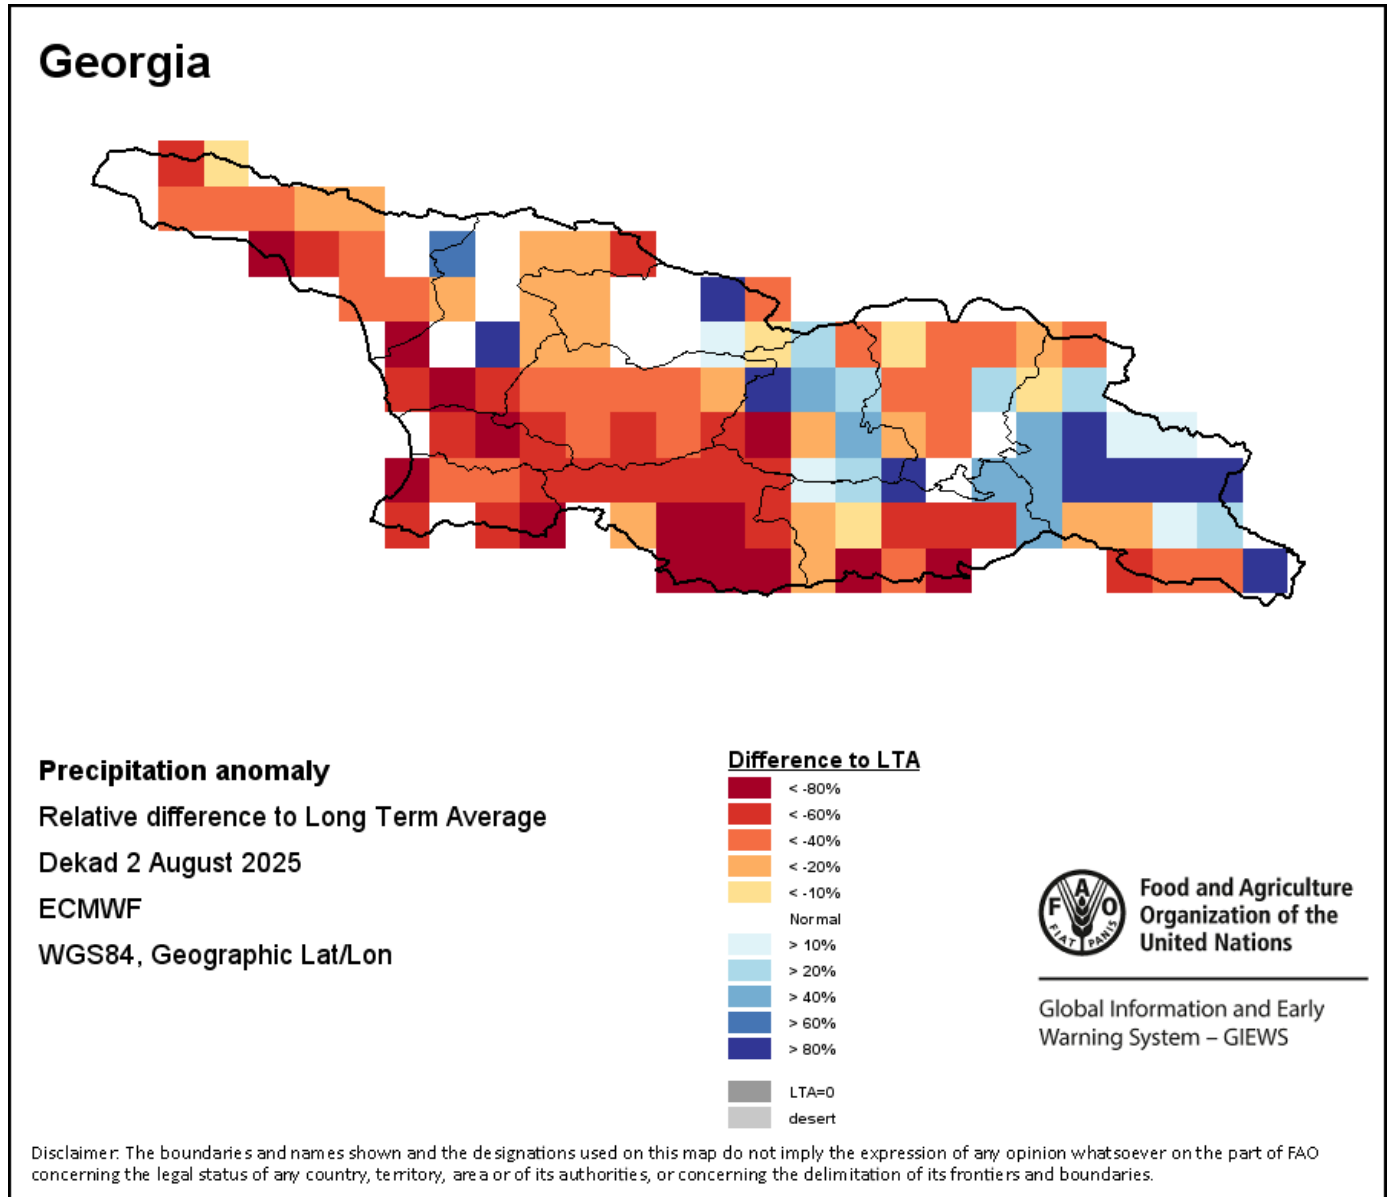 Georgia
Precipitation anomaly
Relative difference to Long Term Average
Dekad 2 August 2025
ECMWF
WGS84, Geographic Lat/Lon
Difference to LTA
< -80%
< -60%
< -40%
< -20%
< -10%
Normal
> 10%
> 20%
> 40%
> 60%
> 80%
LTA=0
desert
F A O
FIAT PANIS
Food and Agriculture
Organization of the
United Nations
Global Information and Early
Warning System – GIEWS
Disclaimer: The boundaries and names shown and the designations used on this map do not imply the expression of any opinion whatsoever on the part of FAO
concerning the legal status of any country, territory, area or of its authorities, or concerning the delimitation of its frontiers and boundaries.